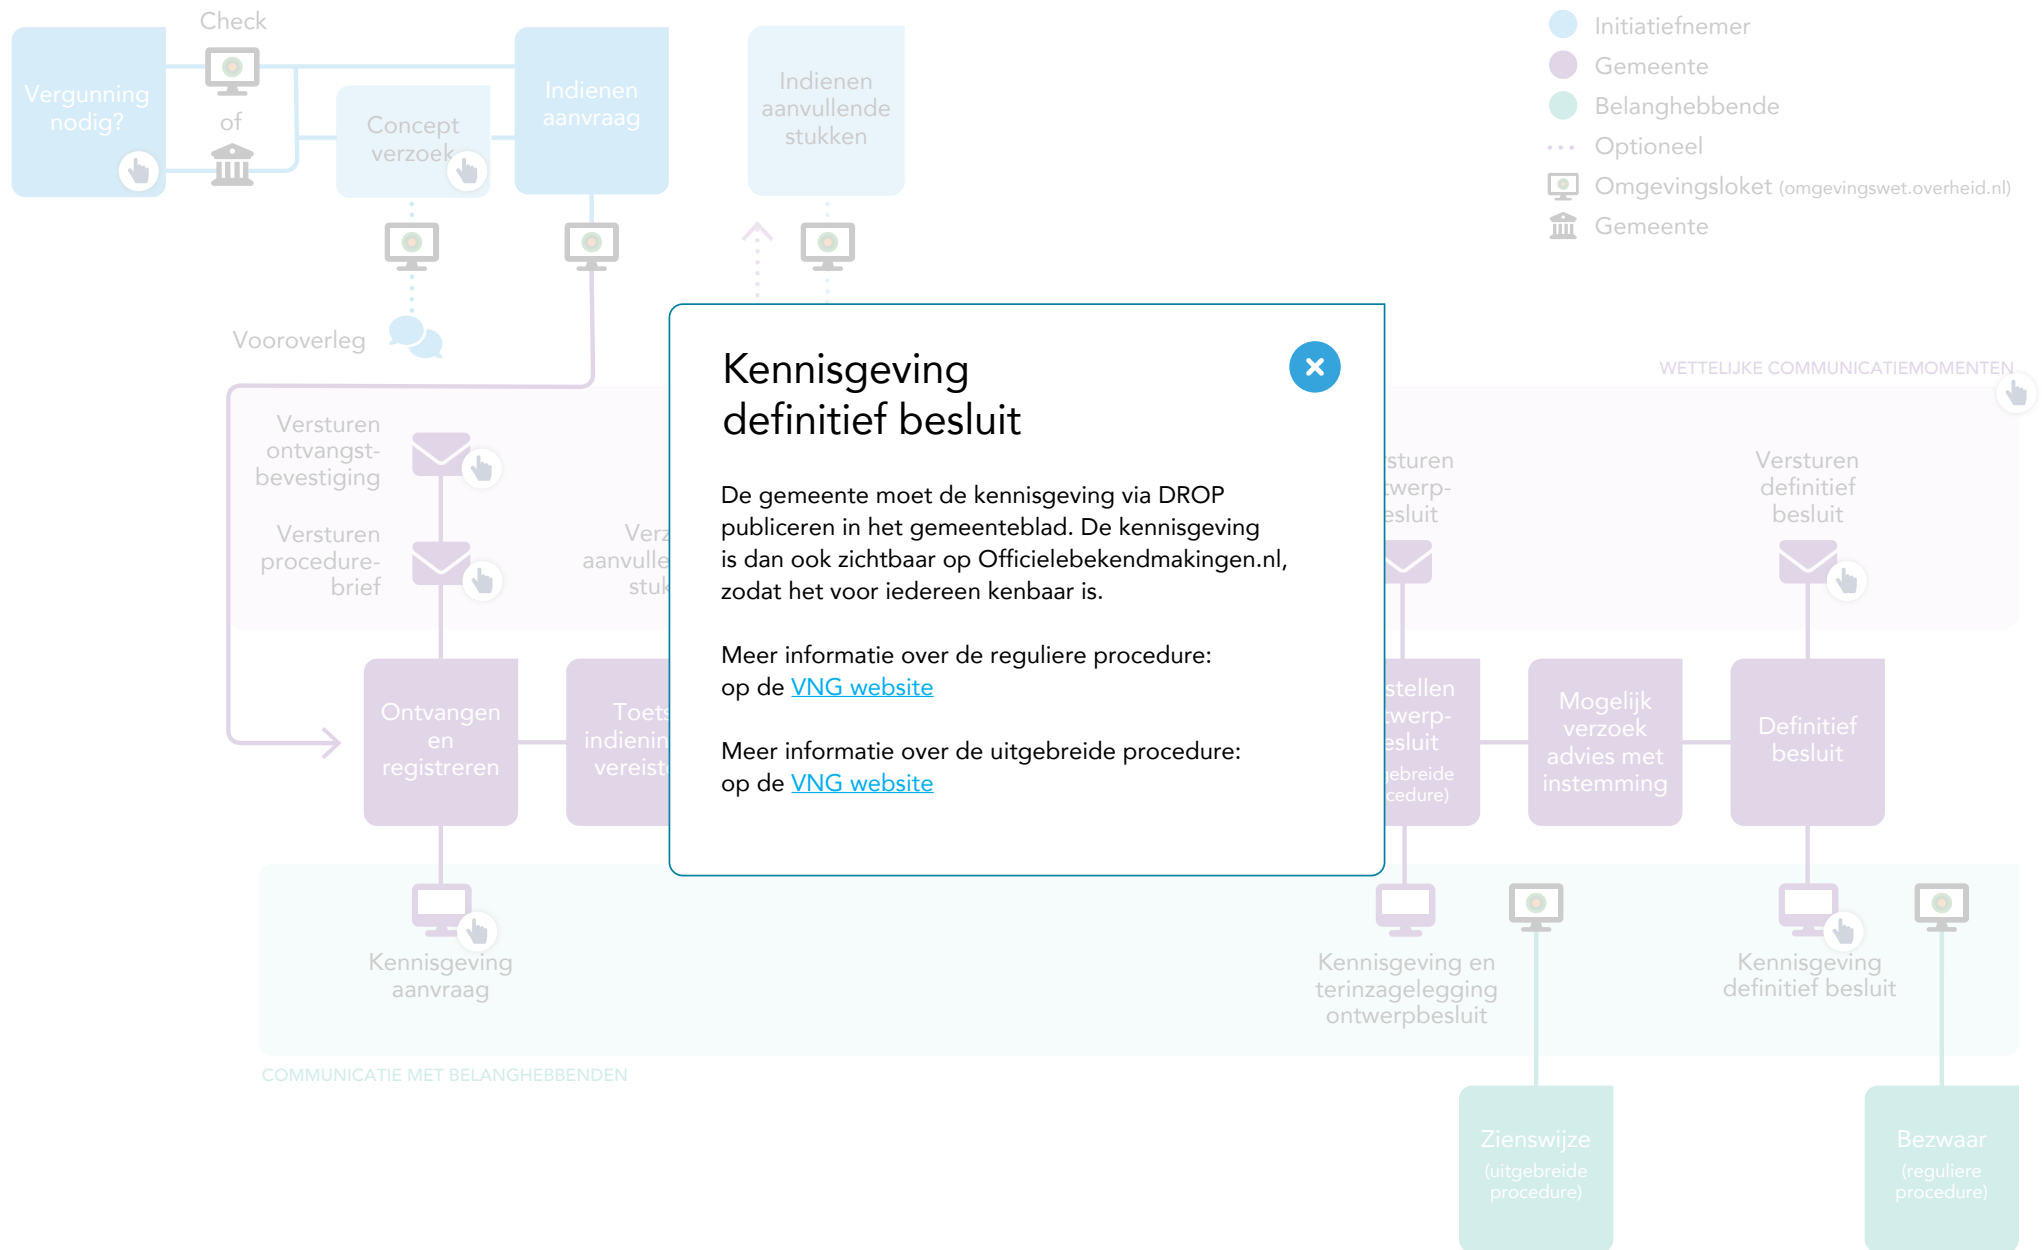 Check
Vergunning
nodig?
of
Concept
verzoek
Indienen
aanvraag
Indienen
aanvullende
stukken
Initiatiefnemer
Gemeente
Belanghebbende
Optioneel
Omgevingsloket (omgevingswet.overheid.nl)
Gemeente
Vooroverleg
WETTELIJKE COMMUNICATIEMOMENTEN
Versturen
ontvangst-
bevestiging
Versturen
procedure-
brief
Kennisgeving
definitief besluit
De gemeente moet de kennisgeving via DROP
publiceren in het gemeenteblad. De kennisgeving
is dan ook zichtbaar op Officielebekendmakingen.nl,
zodat het voor iedereen kenbaar is.
Meer informatie over de reguliere procedure:
op de VNG website
Meer informatie over de uitgebreide procedure:
op de VNG website
Versturen
definitief
besluit
Ontvangen
en
registreren
Mogelijk
verzoek
advies met
instemming
Definitief
besluit
Kennisgeving
aanvraag
Kennisgeving en
terinzagelegging
ontwerpbesluit
Kennisgeving
definitief besluit
COMMUNICATIE MET BELANGHEBBENDEN
Zienswijze
(uitgebreide
procedure)
Bezwaar
(reguliere
procedure)